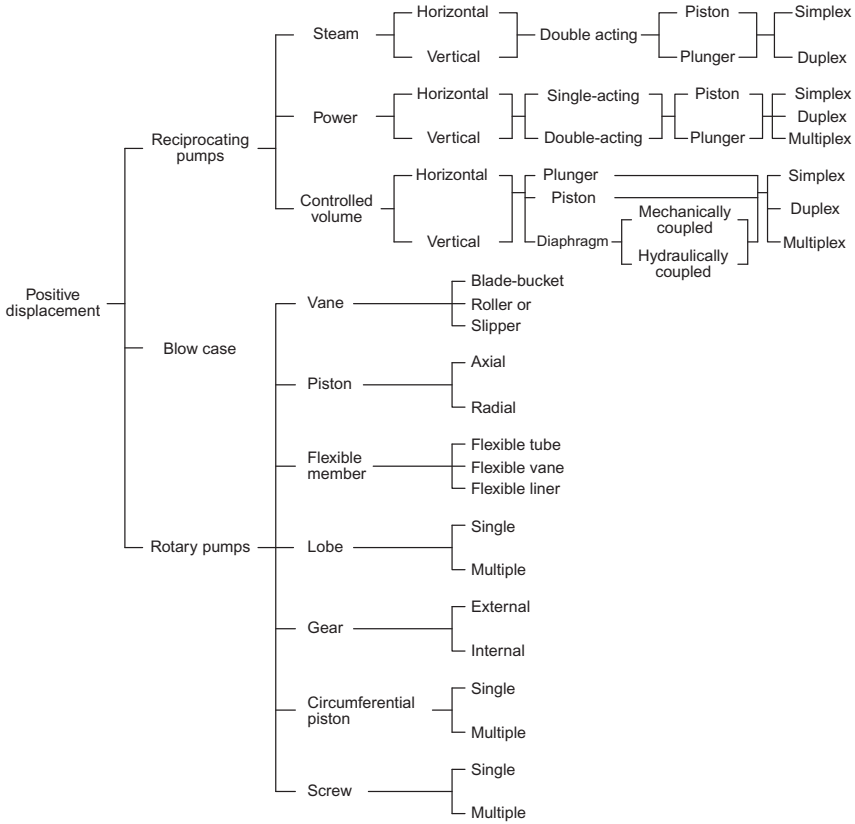 Horizontal
Piston
Simplex
Steam
Double acting
Vertical
Plunger
Duplex
Horizontal
Single-acting
Piston
Simplex
Power
Duplex
Vertical
Double-acting
Plunger
Multiplex
Reciprocating
pumps
Horizontal
Plunger
Simplex
Piston
Controlled
volume
Mechanically
coupled
Duplex
Vertical
Diaphragm
Multiplex
Hydraulically
coupled
Positive
displacement
Vane
Blade-bucket
Roller or
Slipper
Blow case
Piston
Axial
Radial
Flexible
member
Flexible tube
Flexible vane
Flexible liner
Rotary pumps
Lobe
Single
Multiple
Gear
External
Internal
Circumferential
piston
Single
Multiple
Screw
Single
Multiple